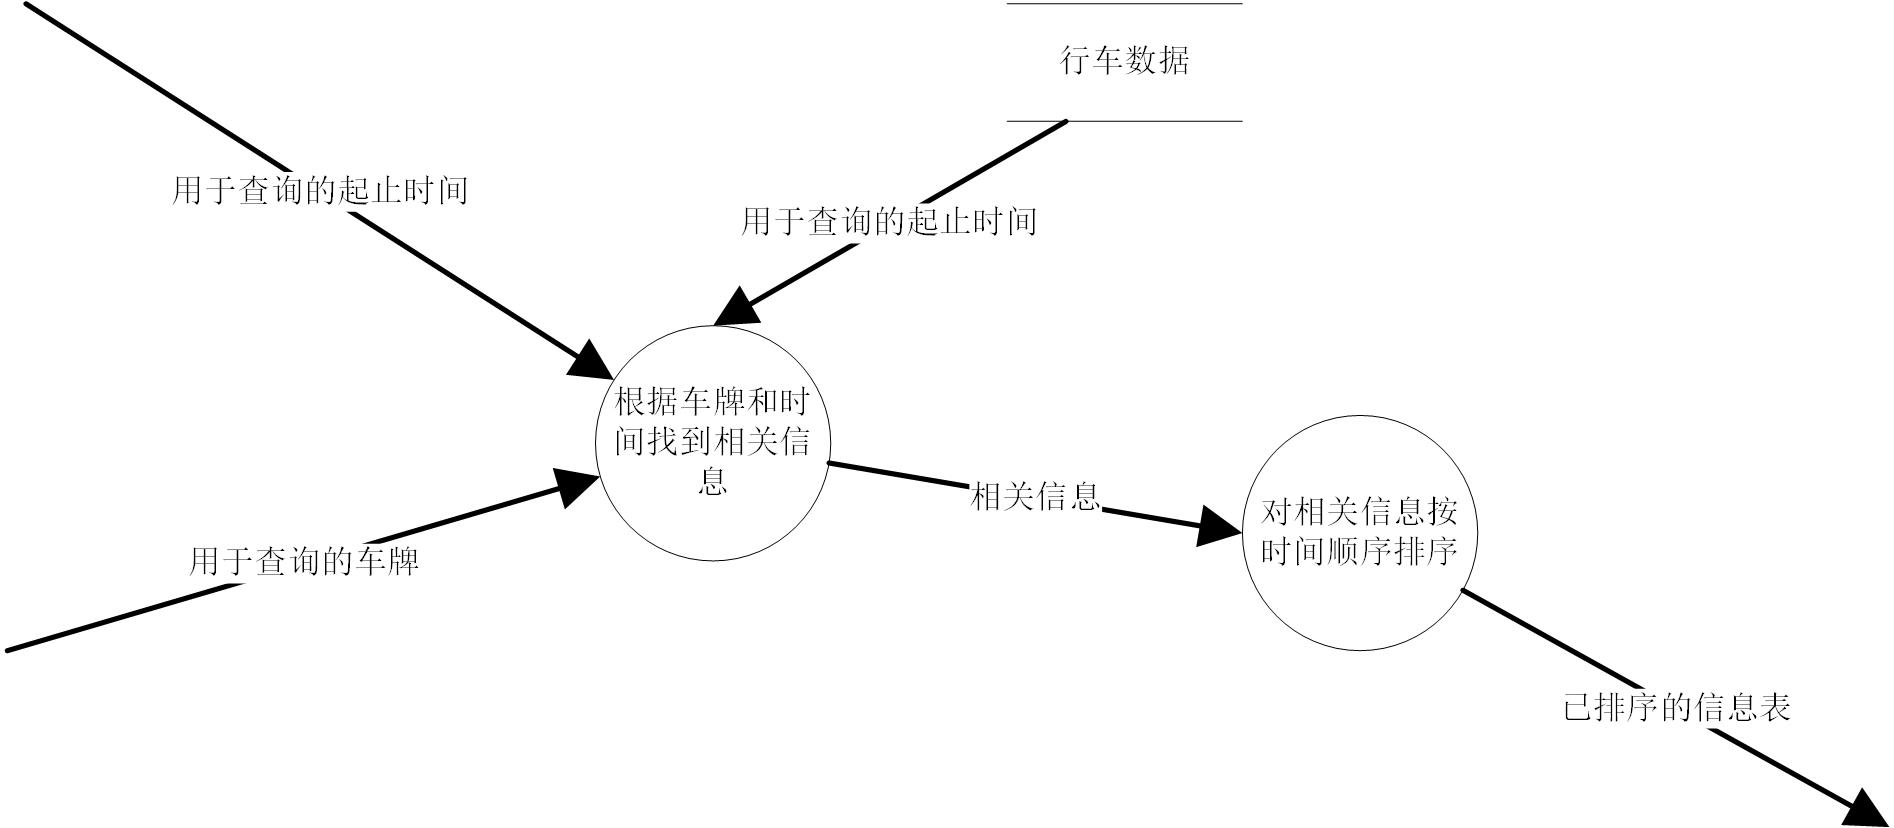 行车数据
用于查询的起止时间
用于查询的起止时间
根据车牌和时
间找到相关信
息
用于查询的车牌
相关信息
对相关信息按
时间顺序排序
已排序的信息表